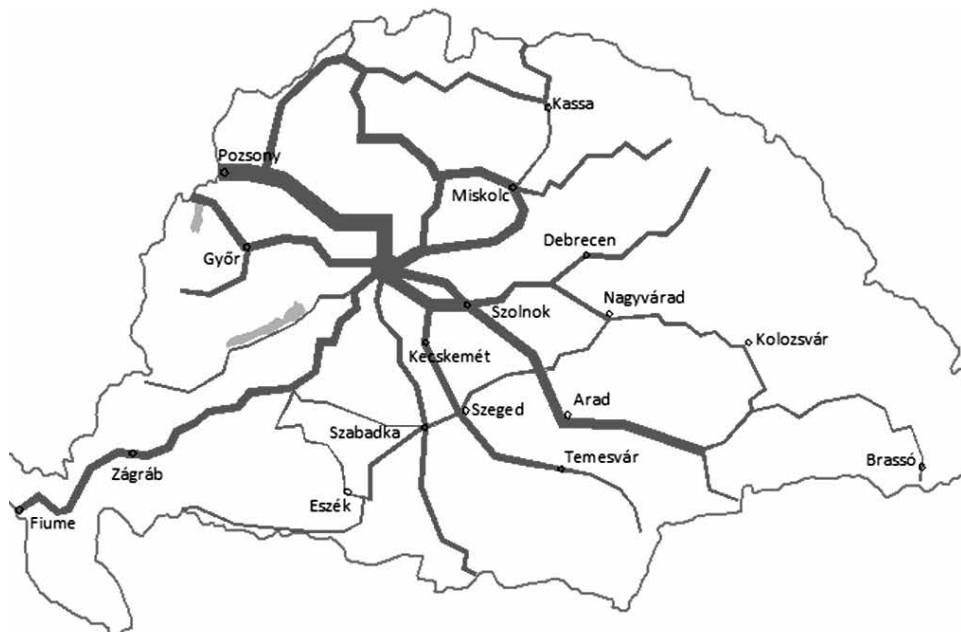 Kassa
Pozsony
Miskolc
Debrecen
Győr
Nagyvárad
Szolnok
Kolozsvár
Kecskemét
Arad
Szeged
Szabadka
Temesvár
Brassó
Zágráb
Eszék
Fiume